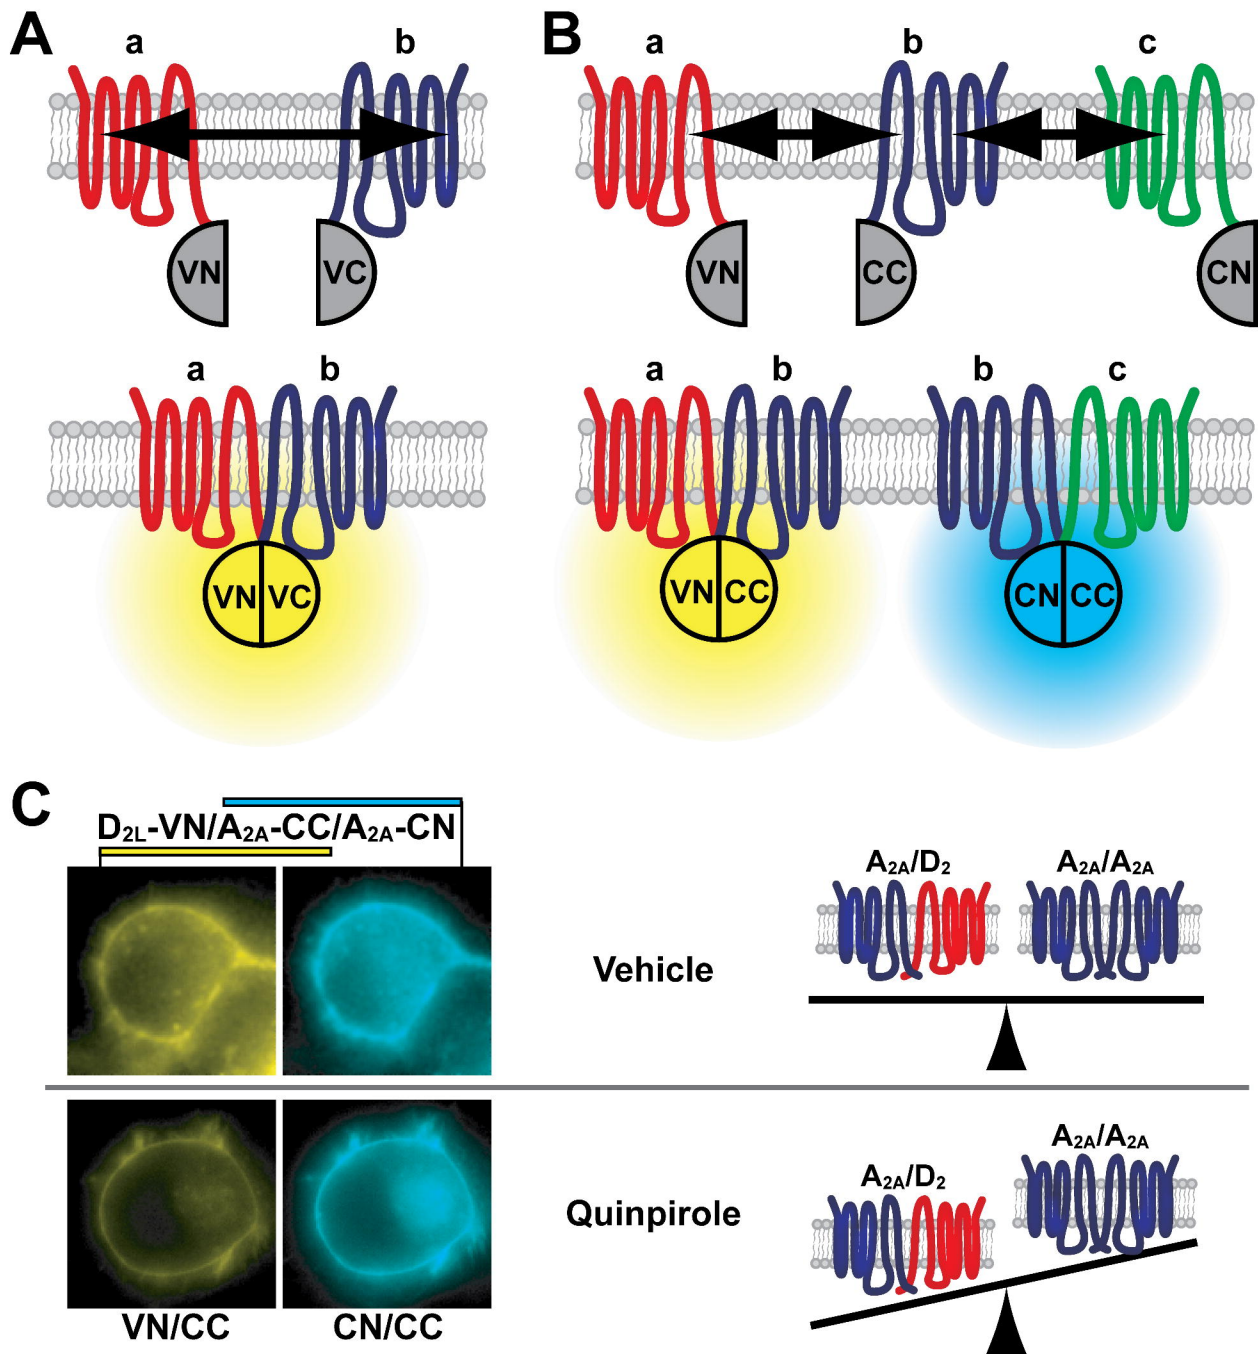 A
a
b
VN
VC
a
b
VN VC
B
a
b
c
VN
CC
CN
a
b
b
c
VN CC
CN CC
C
D2L-VN/A2A-CC/A2A-CN
Vehicle
A2A/D2
A2A/A2A
Quinpirole
A2A/D2
A2A/A2A
VN/CC
CN/CC